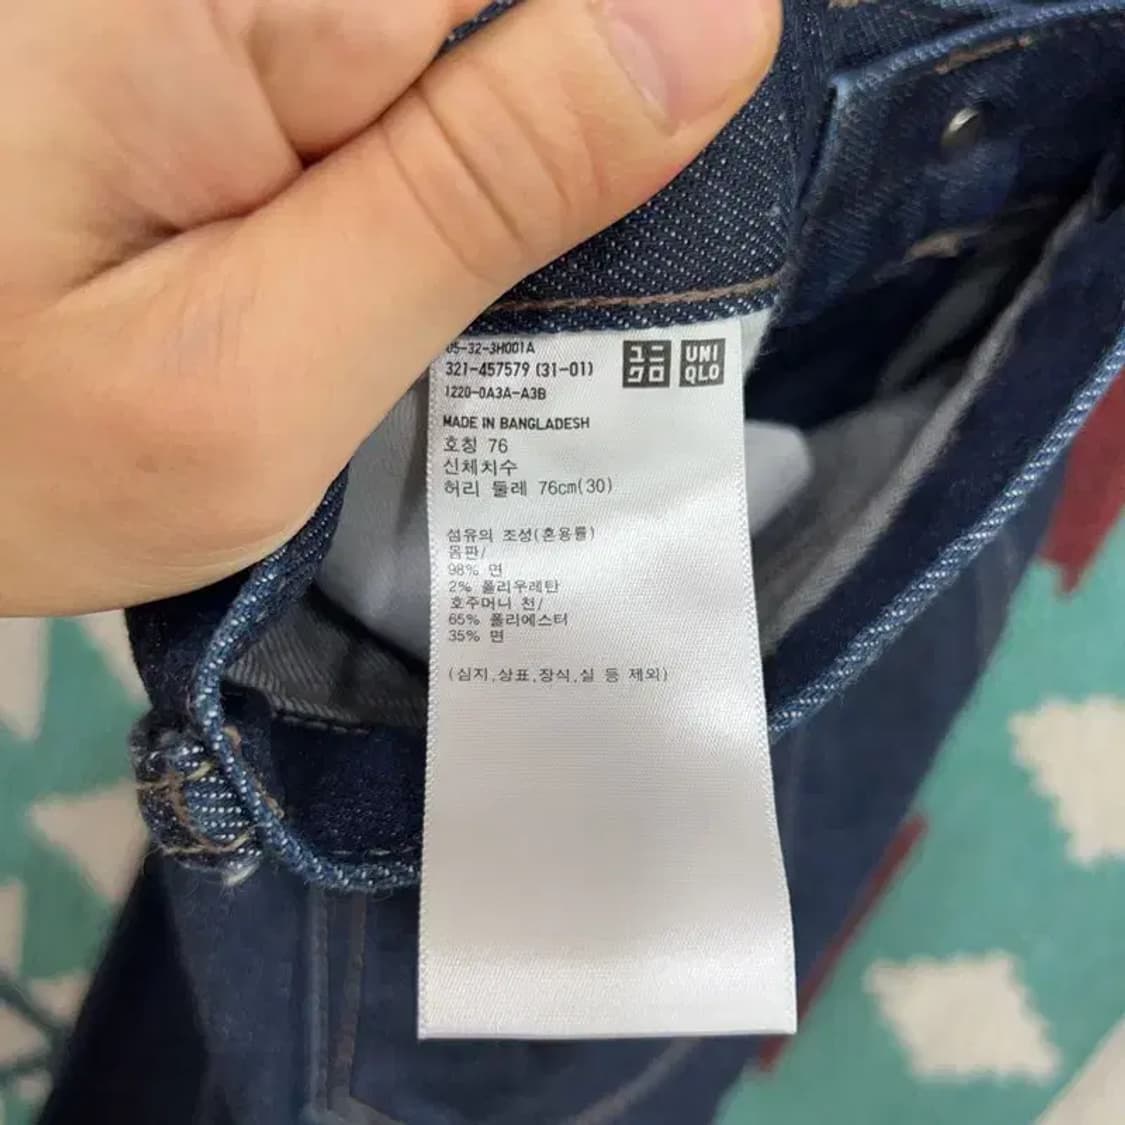 05-32-3H001A
321-457579 (31-01)
1220-0A3A-A3B
ユニ
クロ
UNI
QLO
MADE IN BANGLADESH
호칭 76
신체치수
허리 둘레 76cm(30)
섬유의 조성(혼용률)
몸판/
98% 면
2% 폴리우레탄
호주머니 천/
65% 폴리에스터
35% 면
(심지,상표,장식,실 등 제외)